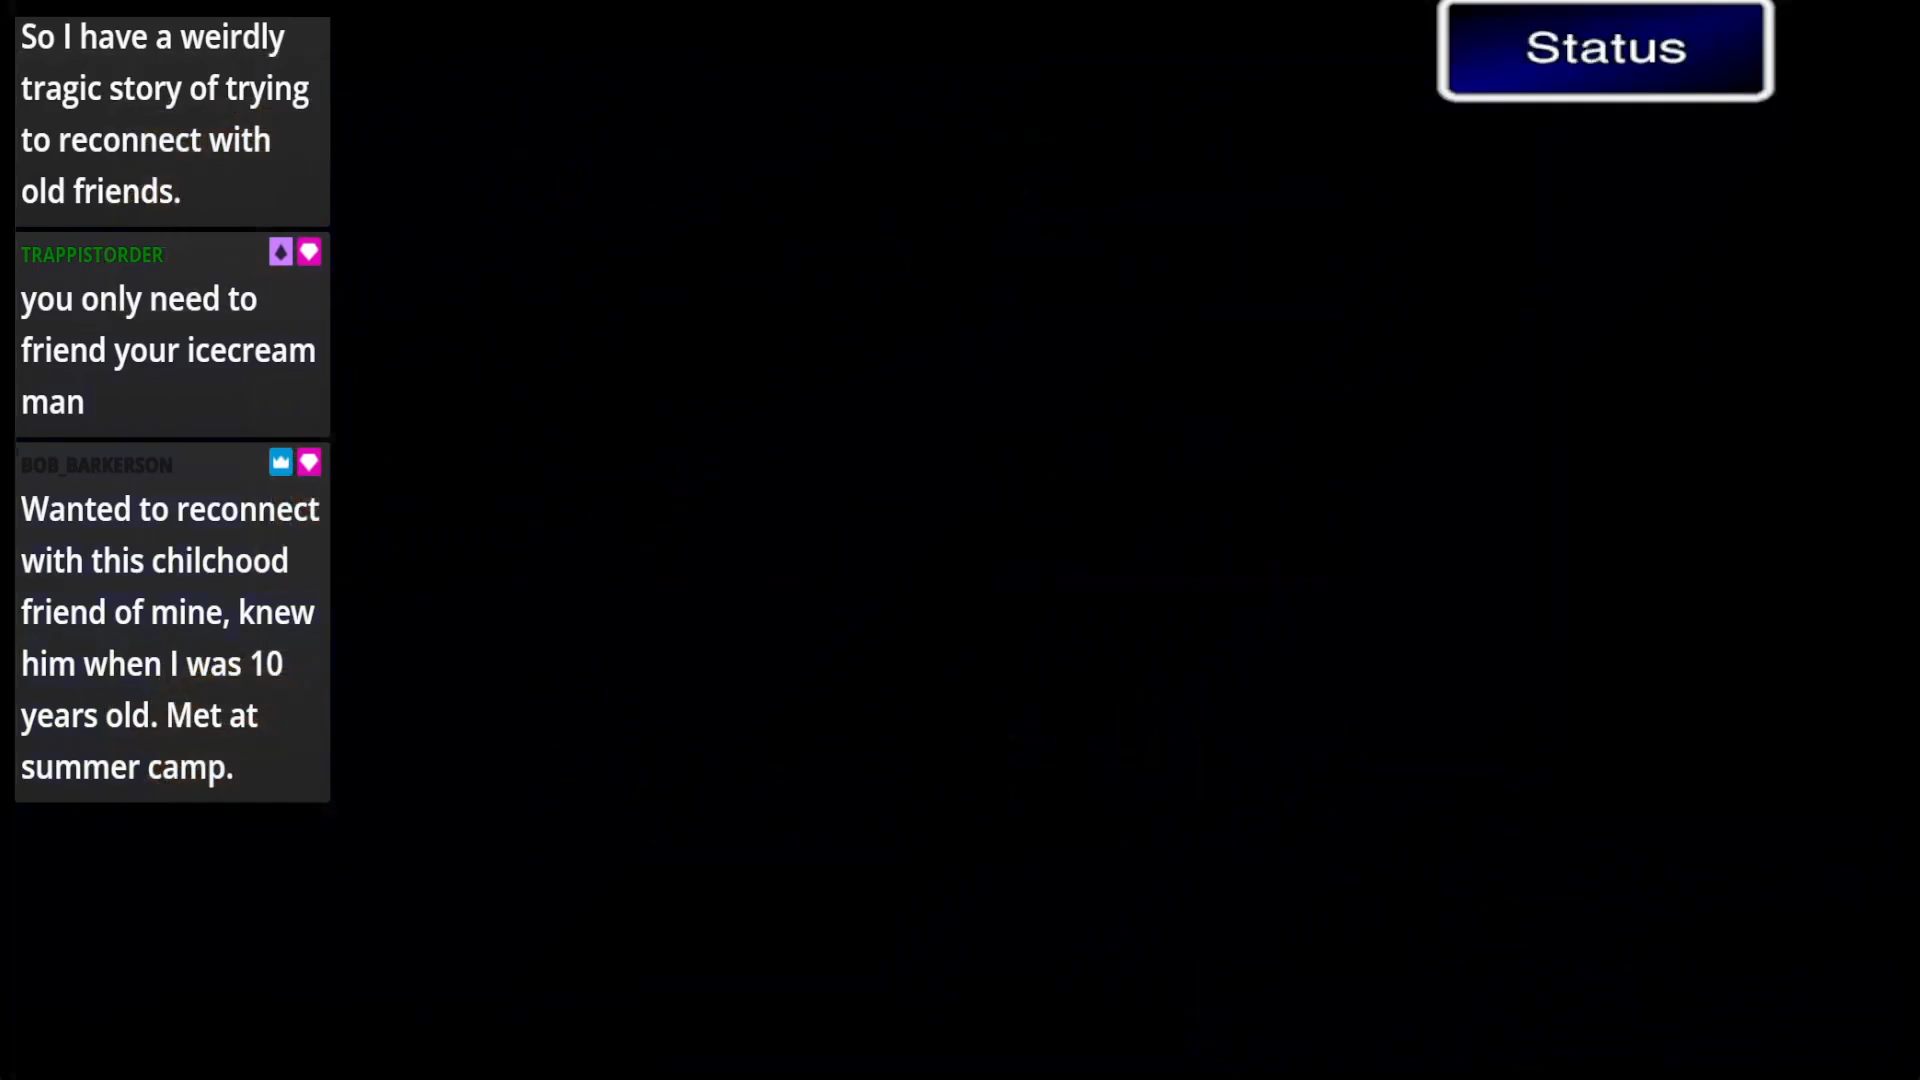 So I have a weirdly
tragic story of trying
to reconnect with
old friends.
TRAPPISTORDER
you only need to
friend your icecream
man
BOB_BARKERSON
Wanted to reconnect
with this chilchood
friend of mine, knew
him when I was 10
years old. Met at
summer camp.
Status